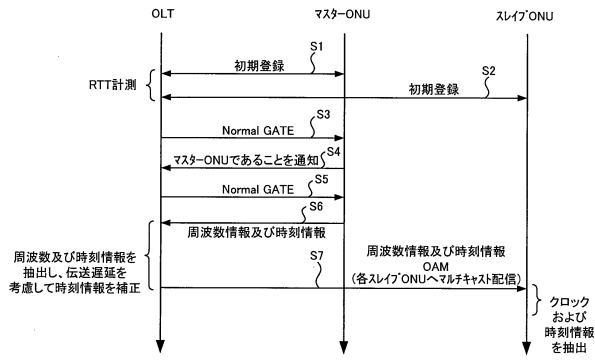 OLT
マスターONU
スレイブONU
S1
初期登録
S2
RTT計測
初期登録
S3
Normal GATE
S4
マスターONUであることを通知
S5
Normal GATE
S6
周波数情報及び時刻情報
周波数及び時刻情報を
抽出し、伝送遅延を
考慮して時刻情報を補正
S7
周波数情報及び時刻情報
OAM
(各スレイブONUへマルチキャスト配信)
クロック
および
時刻情報
を抽出